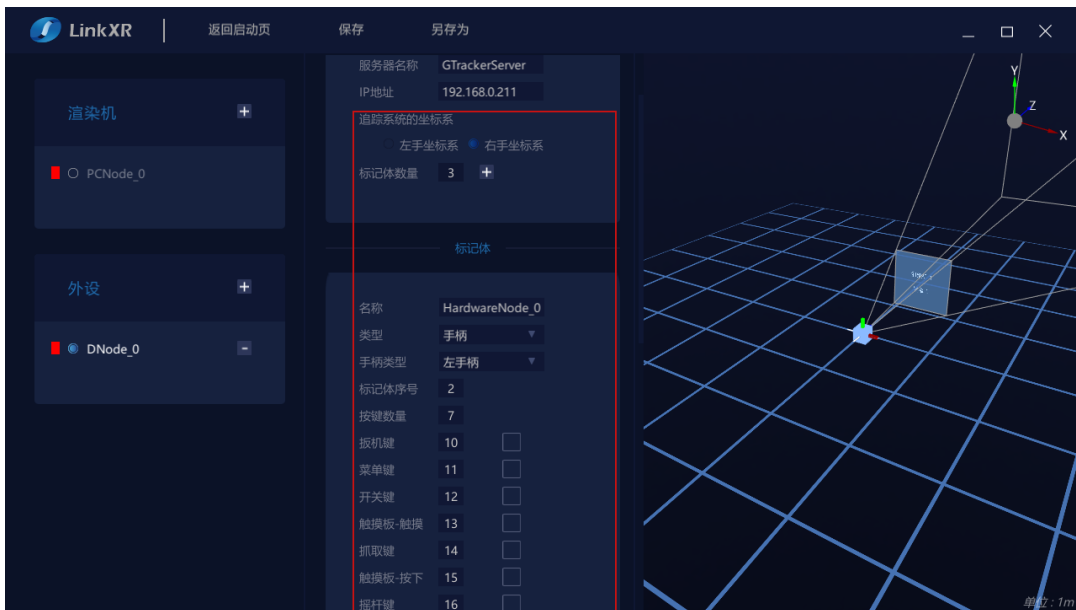 LinkXR 返回启动页 保存 另存为
渲染机 +
PCNode_0
外设 +
DNode_0 -
服务器名称 GTrackerServer
IP地址 192.168.0.211
追踪系统的坐标系
左手坐标系 右手坐标系
标记体数量 3 +
标记体
名称 HardwareNode_0
类型 手柄
手柄类型 左手柄
标记体序号 2
按键数量 7
扳机键 10
菜单键 11
开关键 12
触摸板-触摸 13
抓取键 14
触摸板-按下 15
摇杆键 16
Y
Z
X
单位 : 1m